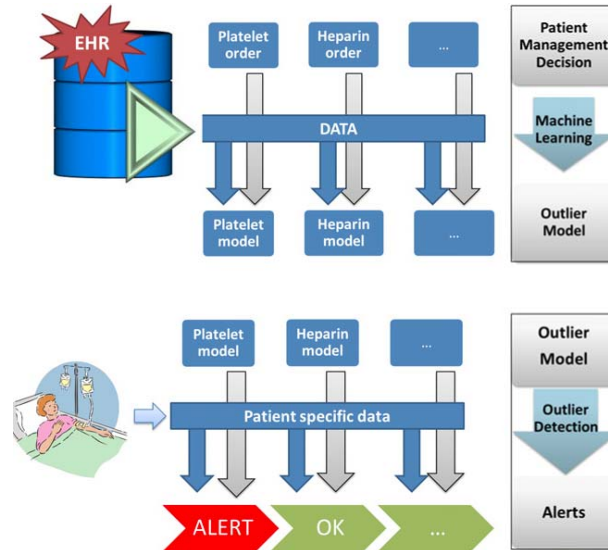 EHR
Platelet
order
Heparin
order
...
DATA
Platelet
model
Heparin
model
...
Patient
Management
Decision
Machine
Learning
Outlier
Model
Platelet
model
Heparin
model
...
Patient specific data
ALERT
OK
...
Outlier
Model
Outlier
Detection
Alerts